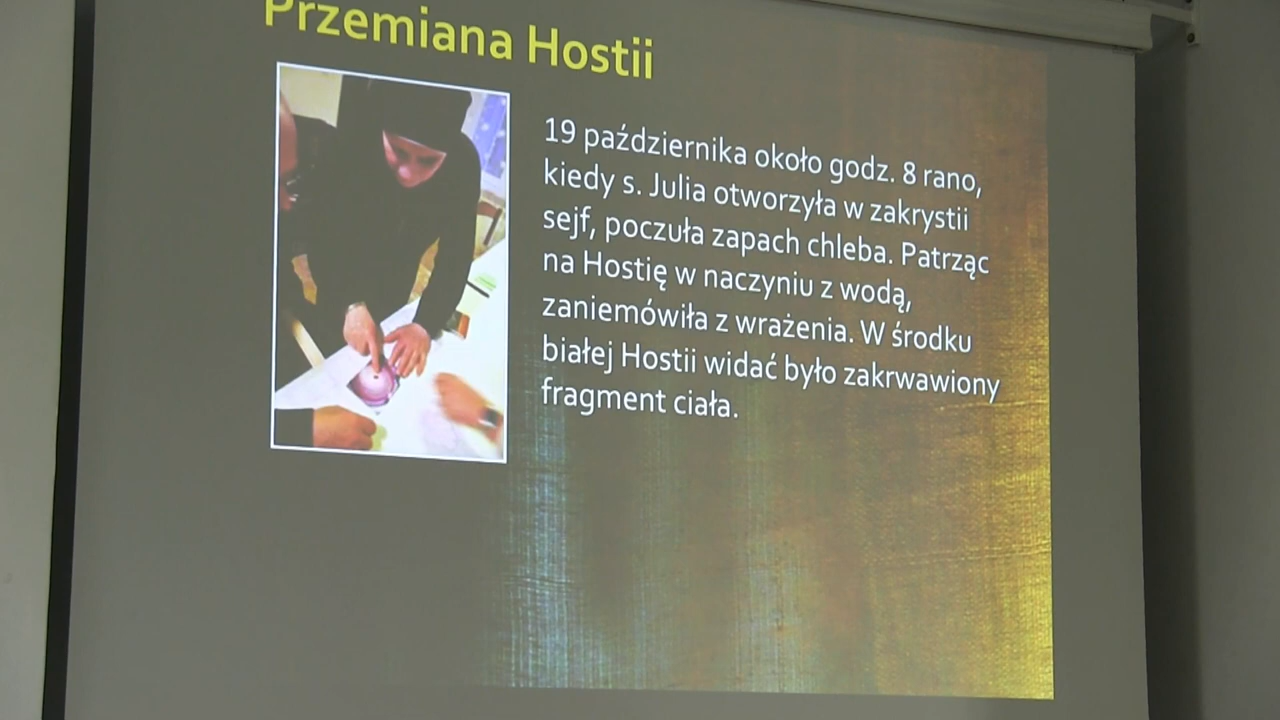 Przemiana Hostii
19 października około godz. 8 rano,
kiedy s. Julia otworzyła w zakrystii
sejf, poczuła zapach chleba. Patrząc
na Hostię w naczyniu z wodą,
zaniemówiła z wrażenia. W środku
białej Hostii widać było zakrwawiony
fragment ciała.